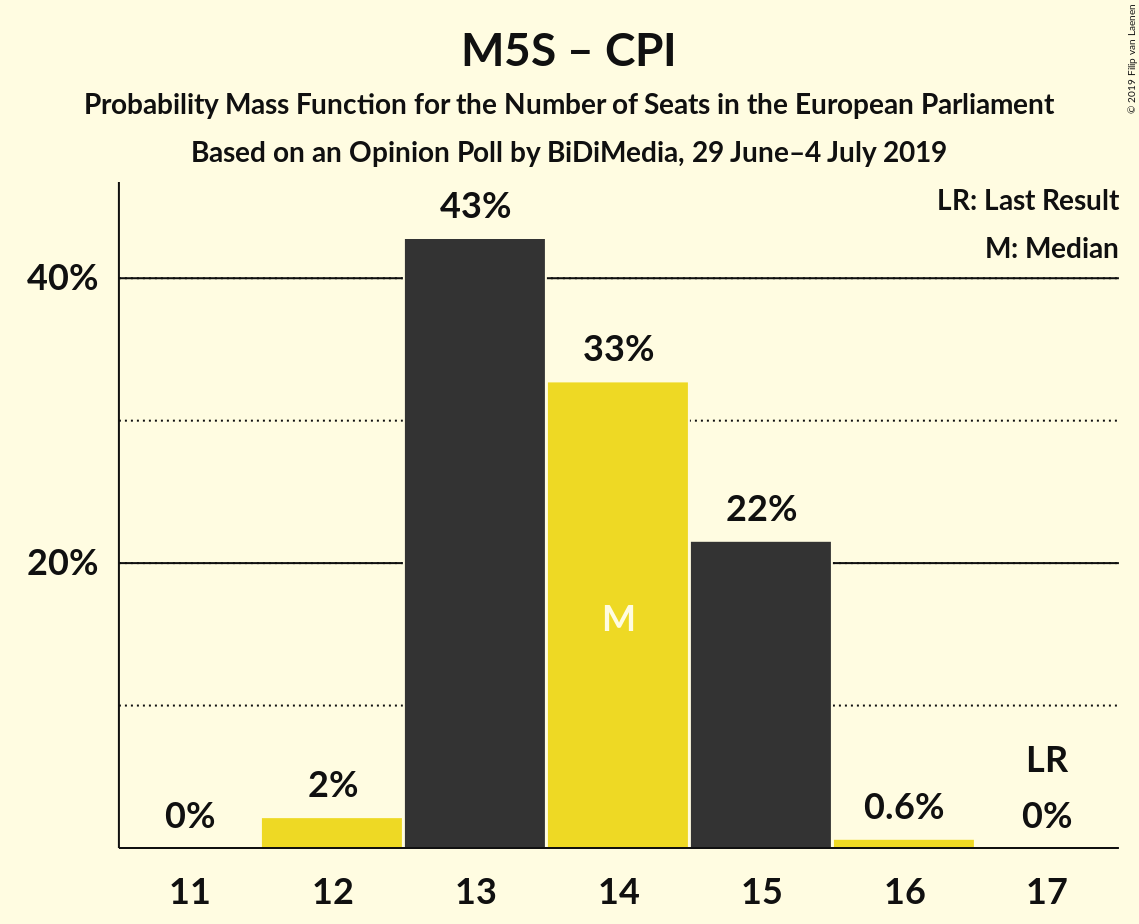 M5S – CPI
Probability Mass Function for the Number of Seats in the European Parliament
Based on an Opinion Poll by BiDiMedia, 29 June–4 July 2019
© 2019 Filip van Laenen
LR: Last Result
M: Median
43%
40%
33%
22%
20%
M
LR
2%
0%
0.6%
0%
11 12 13 14 15 16 17